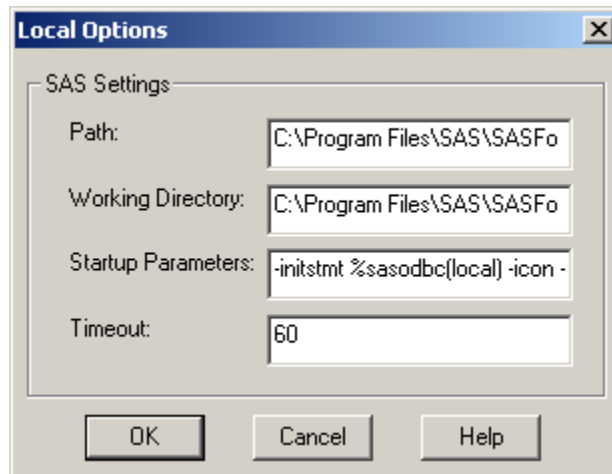 Local Options
SAS Settings
Path: C:\Program Files\SAS\SASFo
Working Directory: C:\Program Files\SAS\SASFo
Startup Parameters: -initstmt %sasodbc(local) -icon -
Timeout: 60
OK Cancel Help